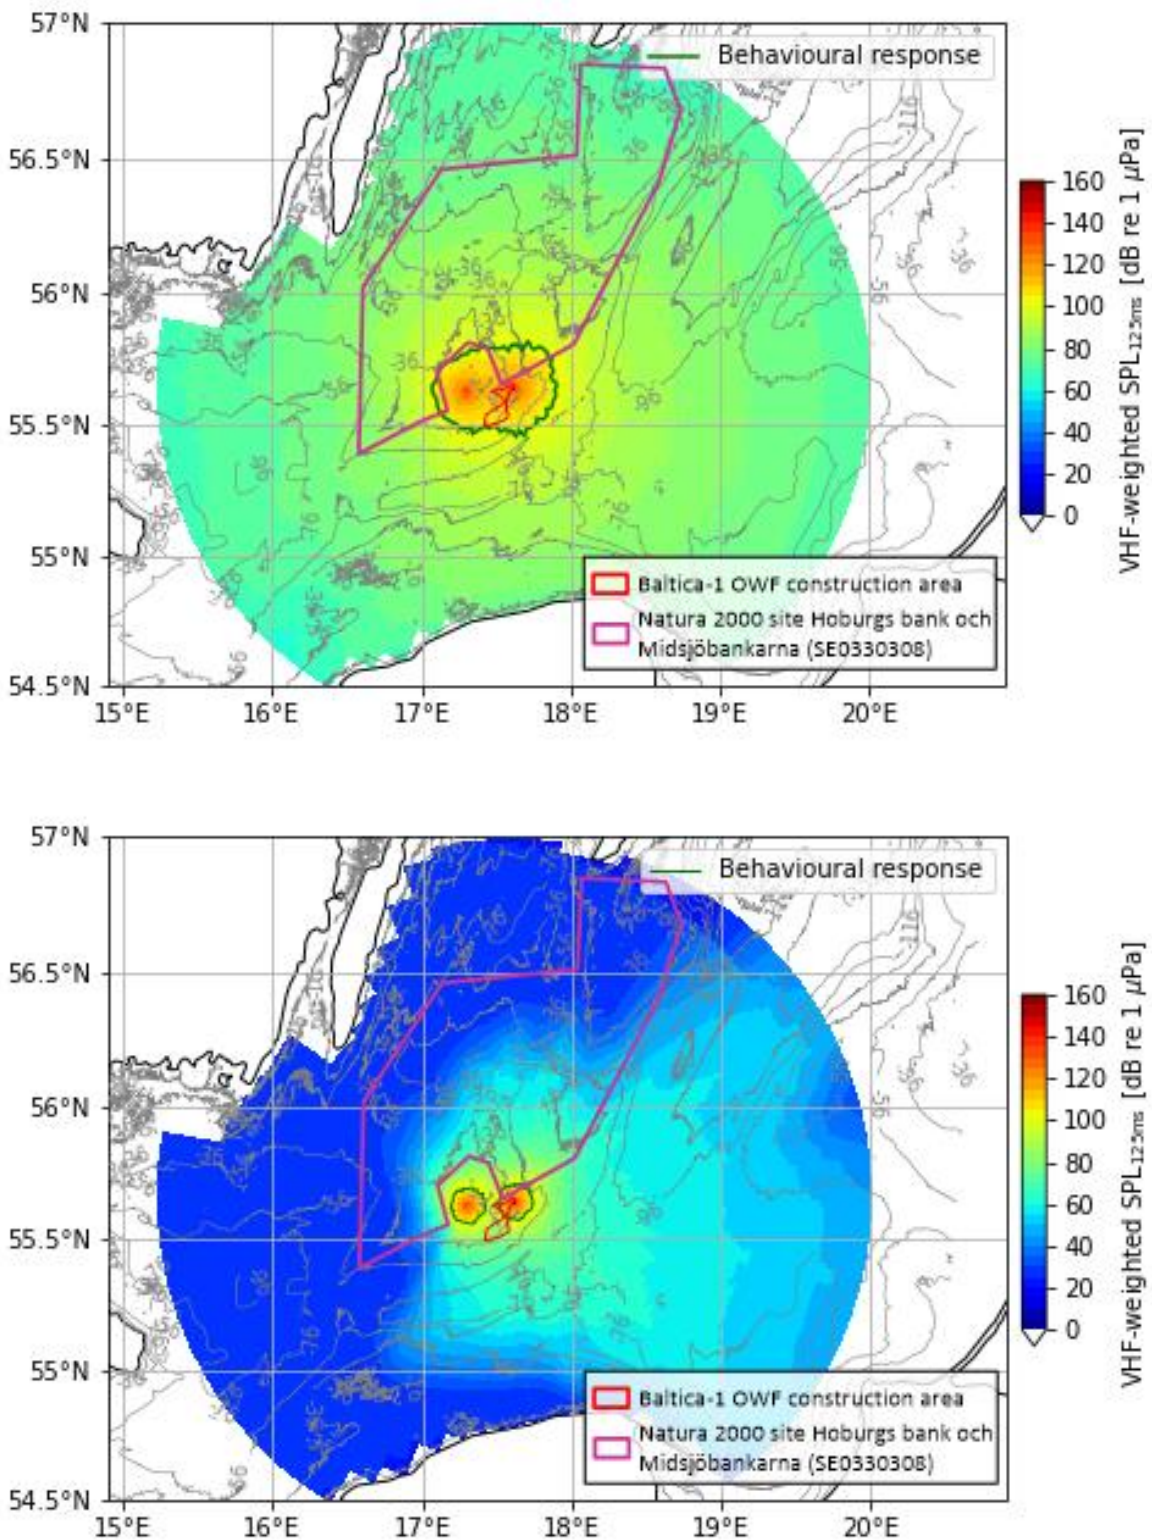 57°N
Behavioural response
56.5°N
56°N
55.5°N
55°N
54.5°N
15°E 16°E 17°E 18°E 19°E 20°E
160
140
120
100
80
60
40
20
0
VHF-weighted SPL125ms [dB re 1 μPa]
Baltica-1 OWF construction area
Natura 2000 site Hoburgs bank och
Midsjöbankarna (SE0330308)
57°N
Behavioural response
56.5°N
56°N
55.5°N
55°N
54.5°N
15°E 16°E 17°E 18°E 19°E 20°E
160
140
120
100
80
60
40
20
0
VHF-weighted SPL125ms [dB re 1 μPa]
Baltica-1 OWF construction area
Natura 2000 site Hoburgs bank och
Midsjöbankarna (SE0330308)